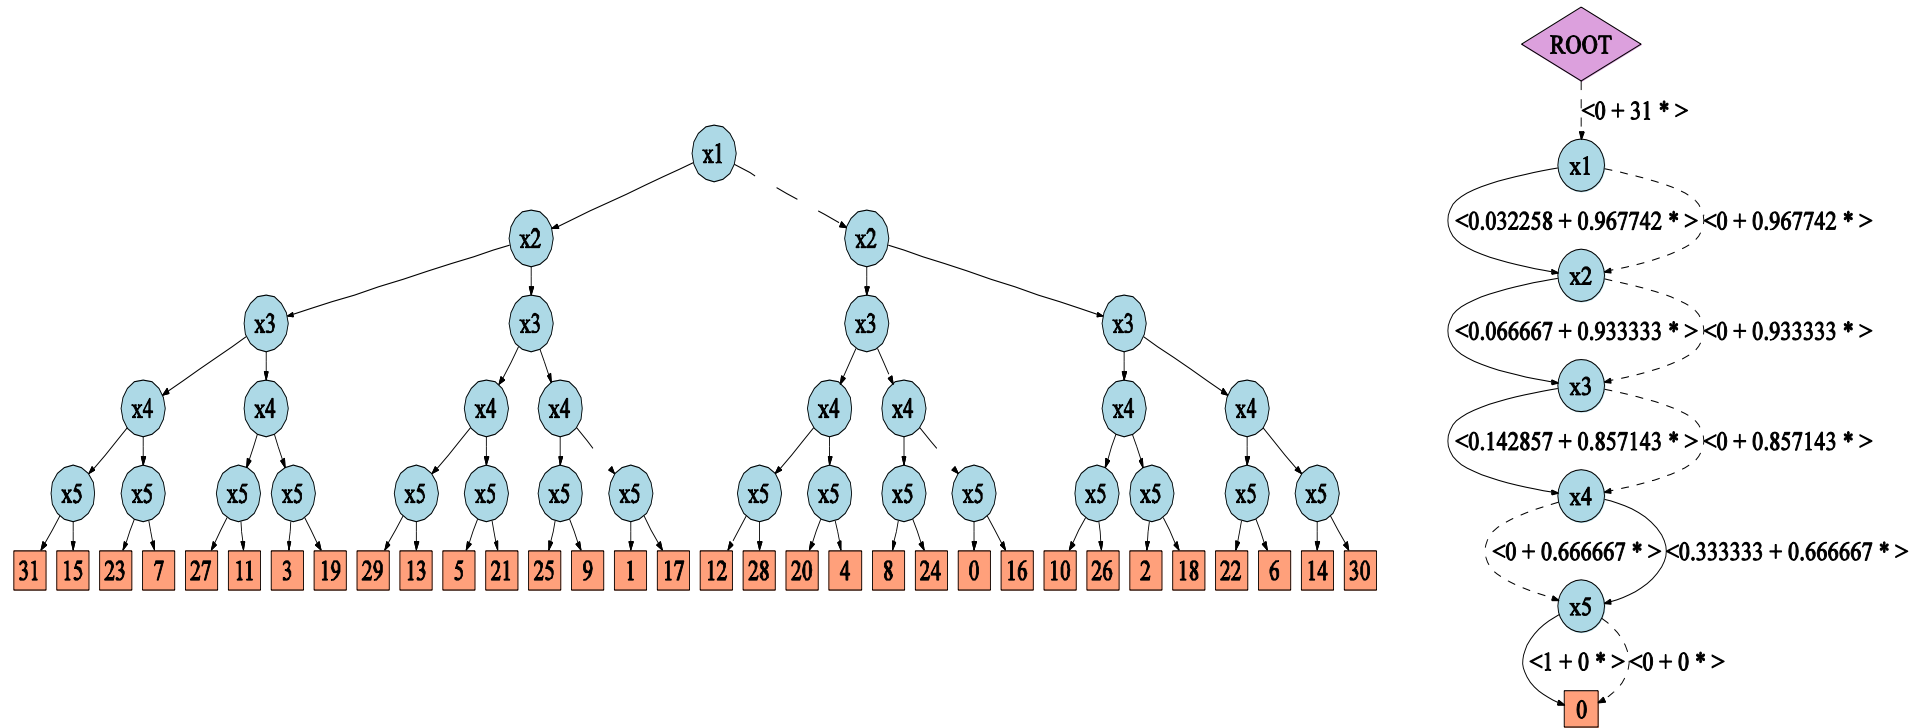 x1
x2 x2
x3 x3 x3 x3
x4 x4 x4 x4 x4 x4 x4 x4
x5 x5 x5 x5 x5 x5 x5 x5 x5 x5 x5 x5 x5 x5 x5 x5
31 15 23 7 27 11 3 19 29 13 5 21 25 9 1 17 12 28 20 4 8 24 0 16 10 26 2 18 22 6 14 30
ROOT
<0 + 31 * >
x1
<0.032258 + 0.967742 * > <0 + 0.967742 * >
x2
<0.066667 + 0.933333 * > <0 + 0.933333 * >
x3
<0.142857 + 0.857143 * > <0 + 0.857143 * >
x4
<0 + 0.666667 * > <0.333333 + 0.666667 * >
x5
<1 + 0 * > <0 + 0 * >
0